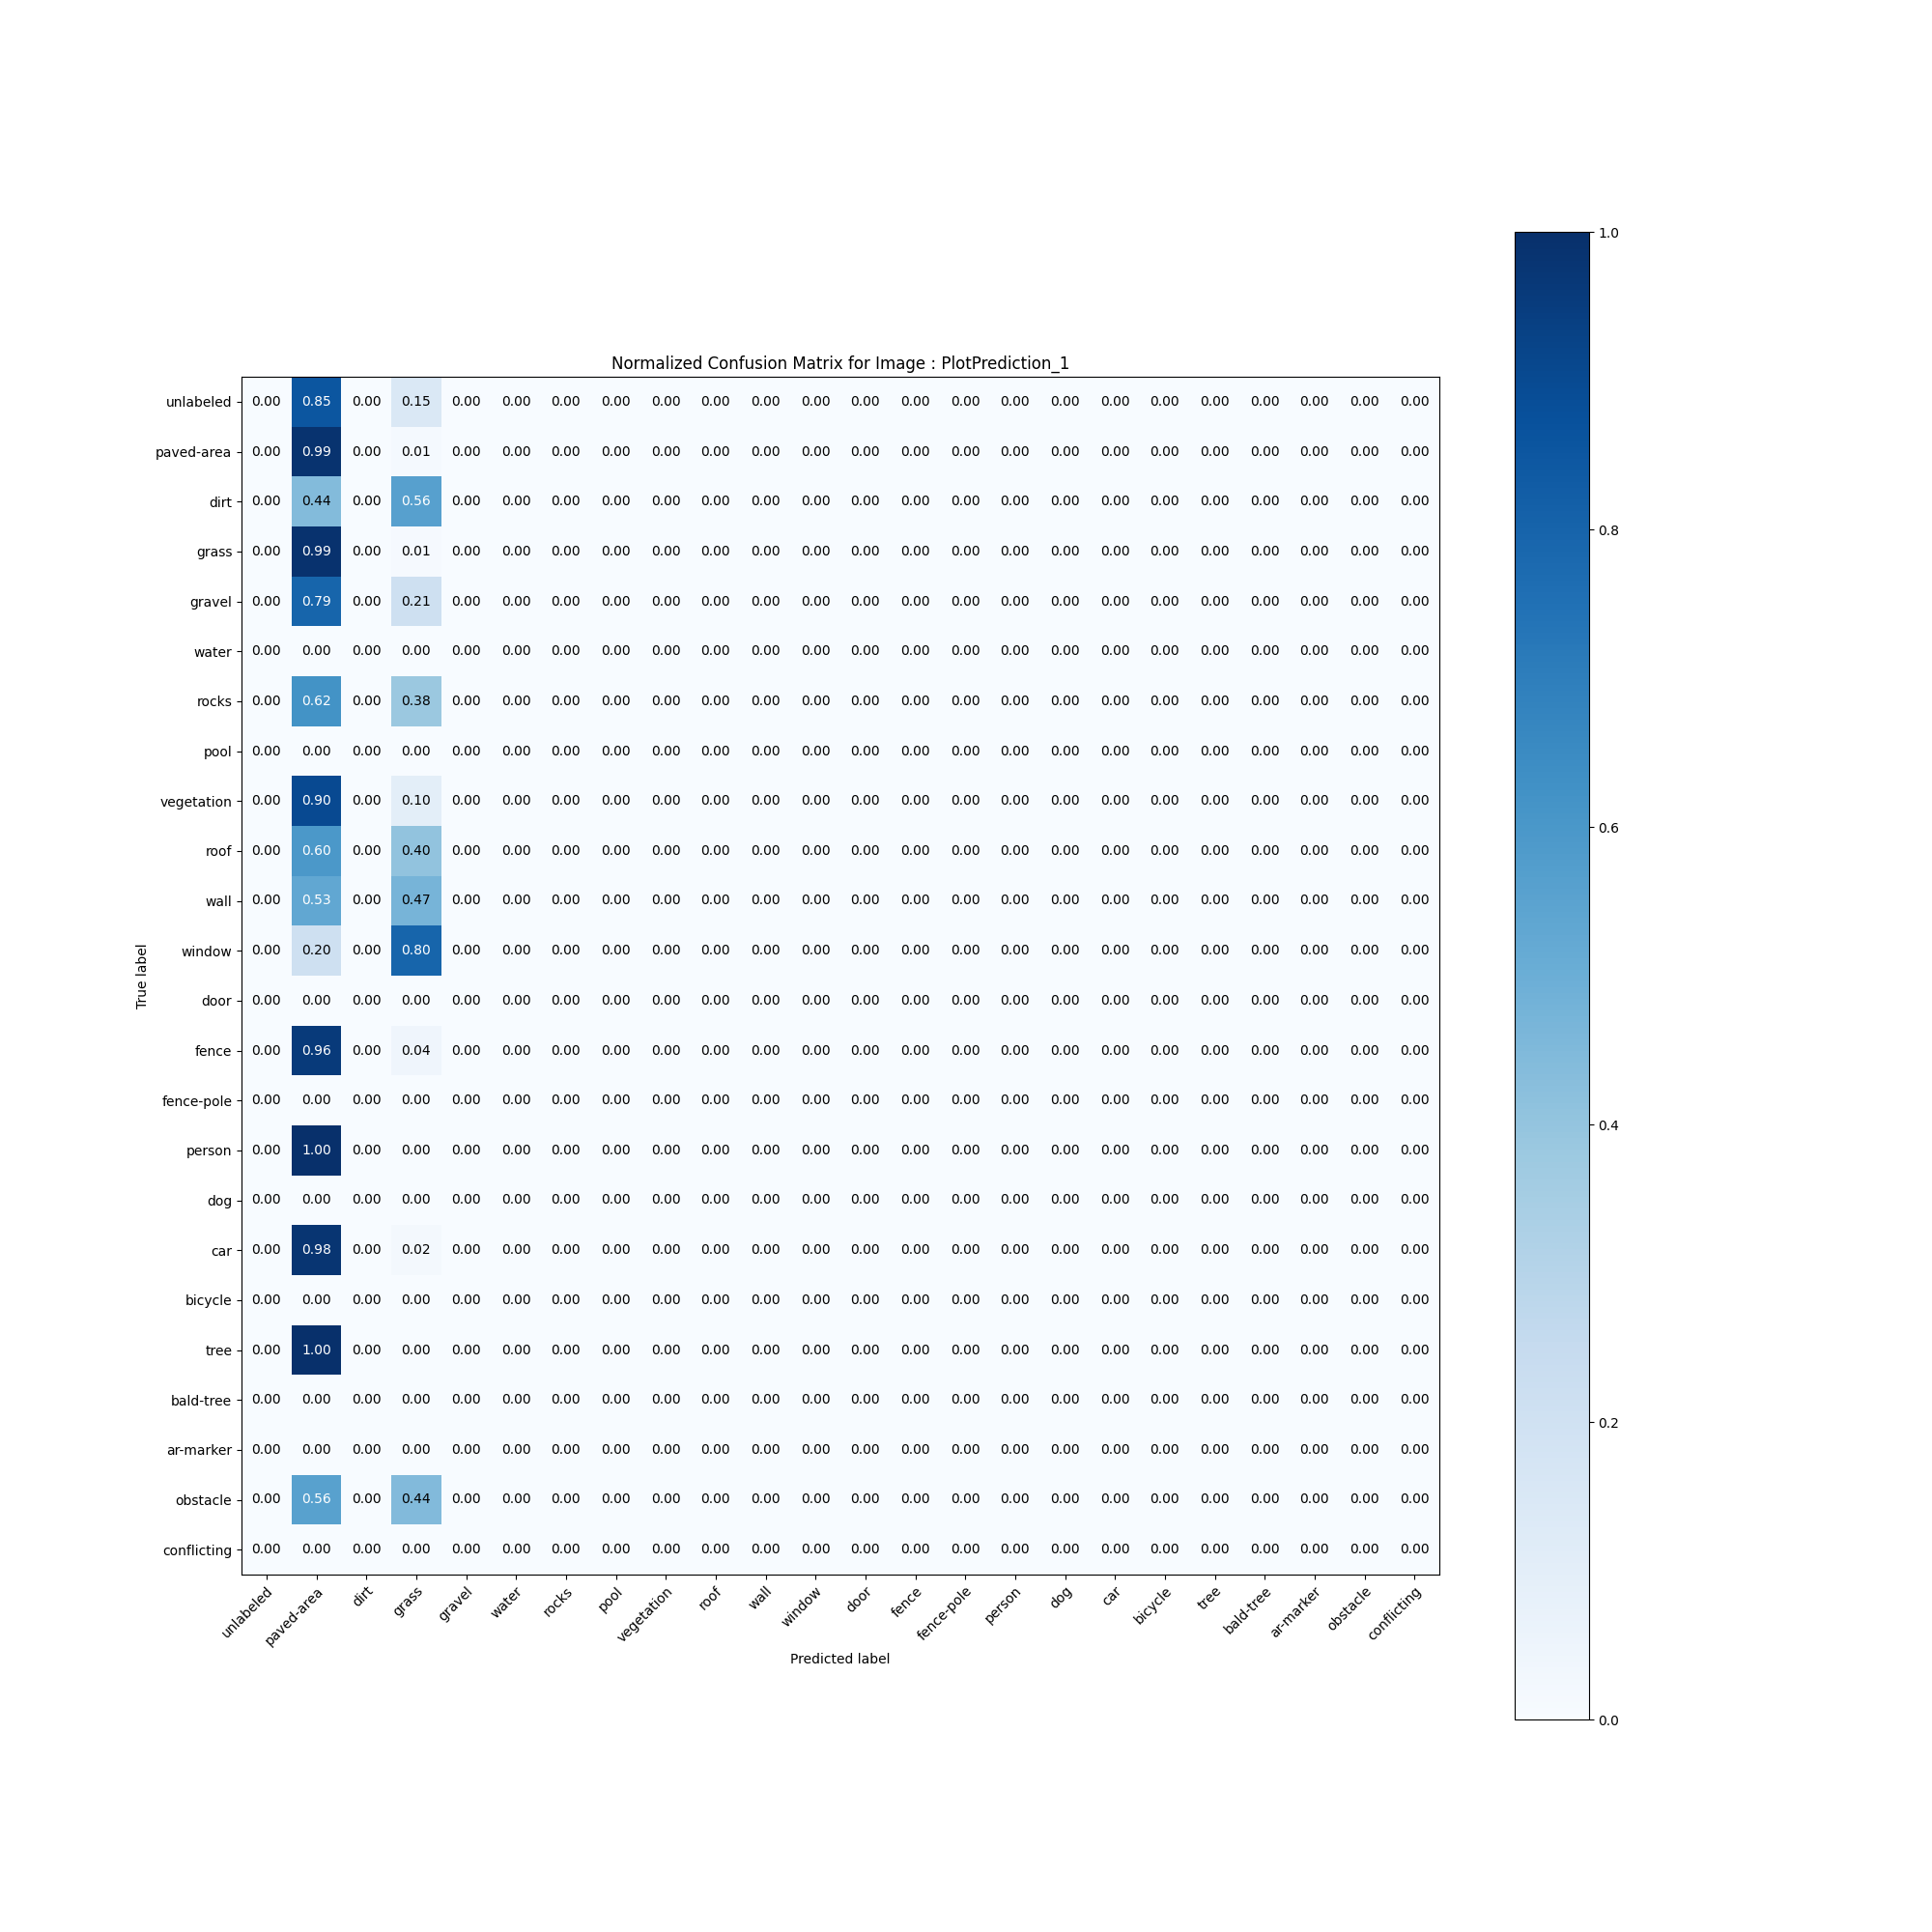 Normalized Confusion Matrix for Image : PlotPrediction_1
unlabeled 0.00 0.85 0.00 0.15 0.00 0.00 0.00 0.00 0.00 0.00 0.00 0.00 0.00 0.00 0.00 0.00 0.00 0.00 0.00 0.00 0.00 0.00 0.00 0.00
paved-area 0.00 0.99 0.00 0.01 0.00 0.00 0.00 0.00 0.00 0.00 0.00 0.00 0.00 0.00 0.00 0.00 0.00 0.00 0.00 0.00 0.00 0.00 0.00 0.00
dirt 0.00 0.44 0.00 0.56 0.00 0.00 0.00 0.00 0.00 0.00 0.00 0.00 0.00 0.00 0.00 0.00 0.00 0.00 0.00 0.00 0.00 0.00 0.00 0.00
grass 0.00 0.99 0.00 0.01 0.00 0.00 0.00 0.00 0.00 0.00 0.00 0.00 0.00 0.00 0.00 0.00 0.00 0.00 0.00 0.00 0.00 0.00 0.00 0.00
gravel 0.00 0.79 0.00 0.21 0.00 0.00 0.00 0.00 0.00 0.00 0.00 0.00 0.00 0.00 0.00 0.00 0.00 0.00 0.00 0.00 0.00 0.00 0.00 0.00
water 0.00 0.00 0.00 0.00 0.00 0.00 0.00 0.00 0.00 0.00 0.00 0.00 0.00 0.00 0.00 0.00 0.00 0.00 0.00 0.00 0.00 0.00 0.00 0.00
rocks 0.00 0.62 0.00 0.38 0.00 0.00 0.00 0.00 0.00 0.00 0.00 0.00 0.00 0.00 0.00 0.00 0.00 0.00 0.00 0.00 0.00 0.00 0.00 0.00
pool 0.00 0.00 0.00 0.00 0.00 0.00 0.00 0.00 0.00 0.00 0.00 0.00 0.00 0.00 0.00 0.00 0.00 0.00 0.00 0.00 0.00 0.00 0.00 0.00
vegetation 0.00 0.90 0.00 0.10 0.00 0.00 0.00 0.00 0.00 0.00 0.00 0.00 0.00 0.00 0.00 0.00 0.00 0.00 0.00 0.00 0.00 0.00 0.00 0.00
roof 0.00 0.60 0.00 0.40 0.00 0.00 0.00 0.00 0.00 0.00 0.00 0.00 0.00 0.00 0.00 0.00 0.00 0.00 0.00 0.00 0.00 0.00 0.00 0.00
wall 0.00 0.53 0.00 0.47 0.00 0.00 0.00 0.00 0.00 0.00 0.00 0.00 0.00 0.00 0.00 0.00 0.00 0.00 0.00 0.00 0.00 0.00 0.00 0.00
window 0.00 0.20 0.00 0.80 0.00 0.00 0.00 0.00 0.00 0.00 0.00 0.00 0.00 0.00 0.00 0.00 0.00 0.00 0.00 0.00 0.00 0.00 0.00 0.00
door 0.00 0.00 0.00 0.00 0.00 0.00 0.00 0.00 0.00 0.00 0.00 0.00 0.00 0.00 0.00 0.00 0.00 0.00 0.00 0.00 0.00 0.00 0.00 0.00
fence 0.00 0.96 0.00 0.04 0.00 0.00 0.00 0.00 0.00 0.00 0.00 0.00 0.00 0.00 0.00 0.00 0.00 0.00 0.00 0.00 0.00 0.00 0.00 0.00
fence-pole 0.00 0.00 0.00 0.00 0.00 0.00 0.00 0.00 0.00 0.00 0.00 0.00 0.00 0.00 0.00 0.00 0.00 0.00 0.00 0.00 0.00 0.00 0.00 0.00
person 0.00 1.00 0.00 0.00 0.00 0.00 0.00 0.00 0.00 0.00 0.00 0.00 0.00 0.00 0.00 0.00 0.00 0.00 0.00 0.00 0.00 0.00 0.00 0.00
dog 0.00 0.00 0.00 0.00 0.00 0.00 0.00 0.00 0.00 0.00 0.00 0.00 0.00 0.00 0.00 0.00 0.00 0.00 0.00 0.00 0.00 0.00 0.00 0.00
car 0.00 0.98 0.00 0.02 0.00 0.00 0.00 0.00 0.00 0.00 0.00 0.00 0.00 0.00 0.00 0.00 0.00 0.00 0.00 0.00 0.00 0.00 0.00 0.00
bicycle 0.00 0.00 0.00 0.00 0.00 0.00 0.00 0.00 0.00 0.00 0.00 0.00 0.00 0.00 0.00 0.00 0.00 0.00 0.00 0.00 0.00 0.00 0.00 0.00
tree 0.00 1.00 0.00 0.00 0.00 0.00 0.00 0.00 0.00 0.00 0.00 0.00 0.00 0.00 0.00 0.00 0.00 0.00 0.00 0.00 0.00 0.00 0.00 0.00
bald-tree 0.00 0.00 0.00 0.00 0.00 0.00 0.00 0.00 0.00 0.00 0.00 0.00 0.00 0.00 0.00 0.00 0.00 0.00 0.00 0.00 0.00 0.00 0.00 0.00
ar-marker 0.00 0.00 0.00 0.00 0.00 0.00 0.00 0.00 0.00 0.00 0.00 0.00 0.00 0.00 0.00 0.00 0.00 0.00 0.00 0.00 0.00 0.00 0.00 0.00
obstacle 0.00 0.56 0.00 0.44 0.00 0.00 0.00 0.00 0.00 0.00 0.00 0.00 0.00 0.00 0.00 0.00 0.00 0.00 0.00 0.00 0.00 0.00 0.00 0.00
conflicting 0.00 0.00 0.00 0.00 0.00 0.00 0.00 0.00 0.00 0.00 0.00 0.00 0.00 0.00 0.00 0.00 0.00 0.00 0.00 0.00 0.00 0.00 0.00 0.00
True label
unlabeled paved-area dirt grass gravel water rocks pool vegetation roof wall window door fence fence-pole person dog car bicycle tree bald-tree ar-marker obstacle conflicting
Predicted label
1.0
0.8
0.6
0.4
0.2
0.0